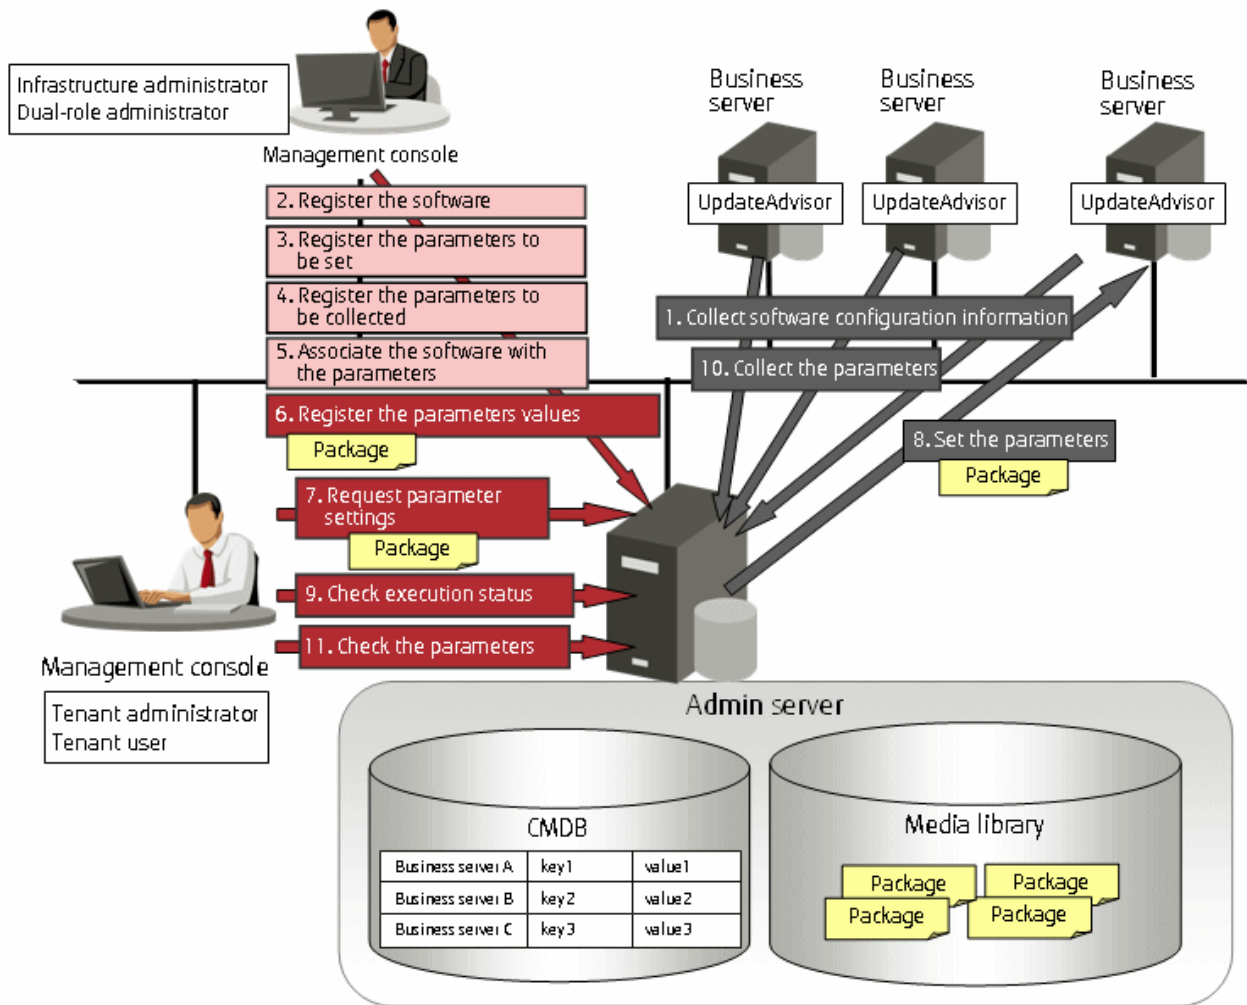 Infrastructure administrator
Dual-role administrator
Management console
Business
server
Business
server
Business
server
UpdateAdvisor
UpdateAdvisor
UpdateAdvisor
2. Register the software
3. Register the parameters to
be set
4. Register the parameters to
be collected
5. Associate the software with
the parameters
6. Register the parameters values
Package
1. Collect software configuration information
10. Collect the parameters
8. Set the parameters
Package
7. Request parameter
settings
Package
9. Check execution status
11. Check the parameters
Management console
Tenant administrator
Tenant user
Admin server
CMDB
Business server A key1 value1
Business server B key2 value2
Business server C key3 value3
Media library
Package
Package
Package
Package